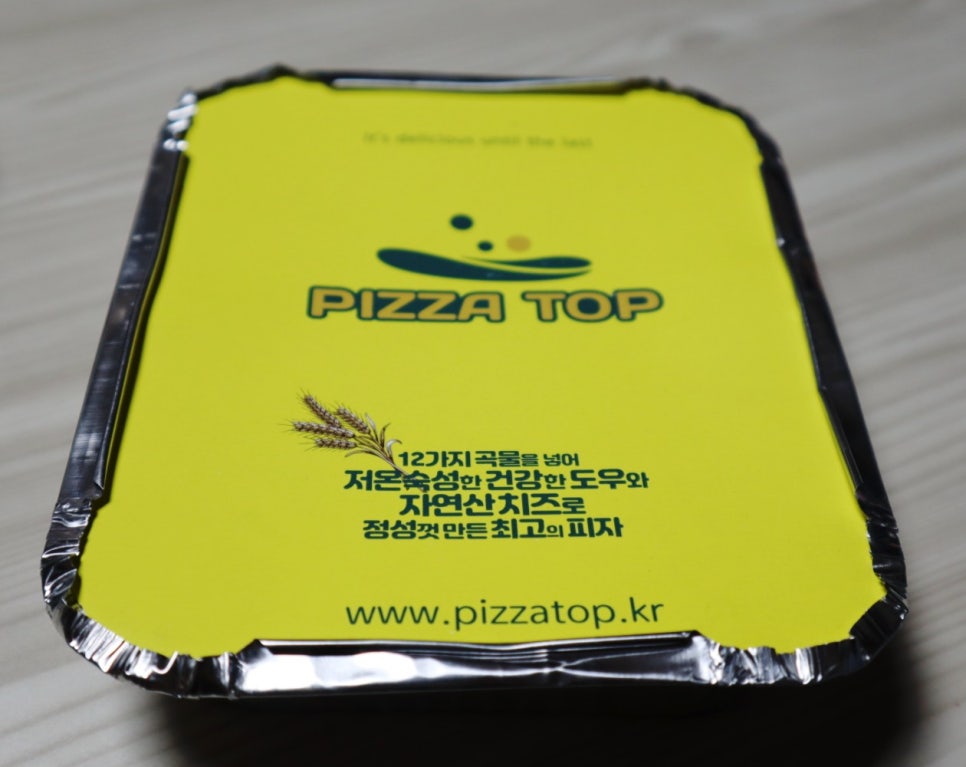 It's delicious until the last
PIZZA TOP
12가지 곡물을 넣어
저온숙성한 건강한 도우와
자연산 치즈로
정성껏 만든 최고의 피자
www.pizzatop.kr